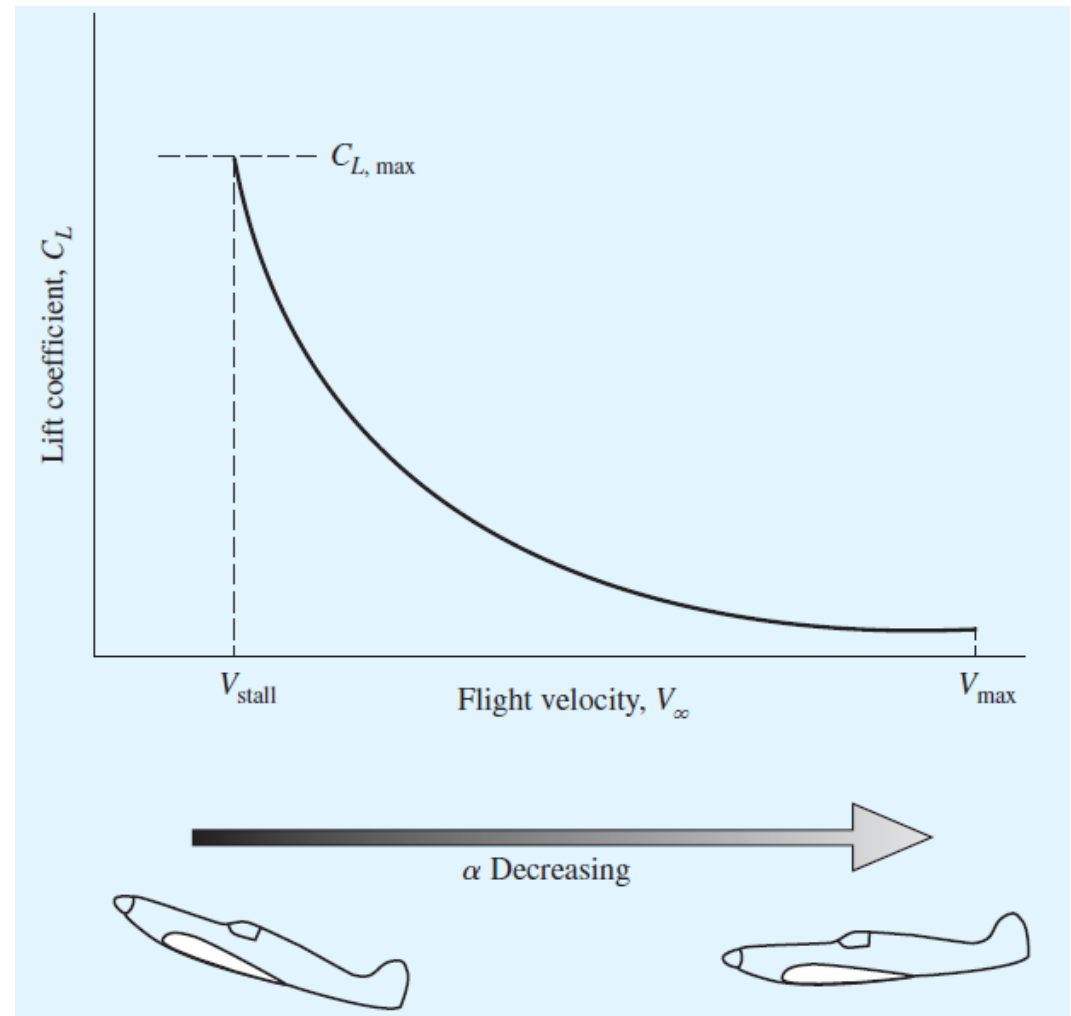 C_L, max
Lift coefficient, C_L
V_stall
Flight velocity, V_∞
V_max
α Decreasing